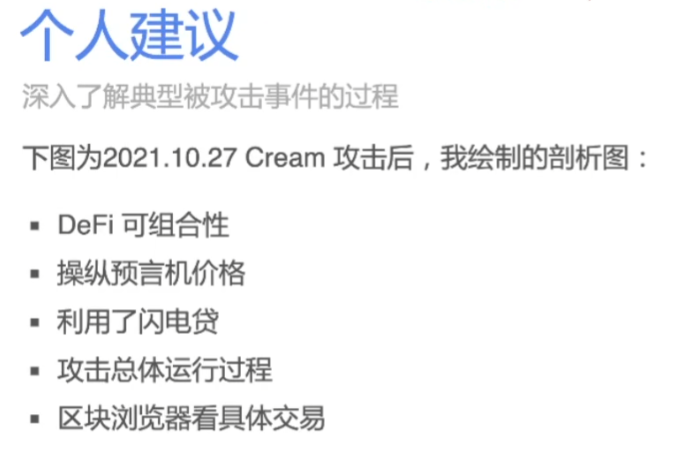 个人建议
深入了解典型被攻击事件的过程
下图为2021.10.27 Cream 攻击后，我绘制的剖析图：
▪ DeFi 可组合性
▪ 操纵预言机价格
▪ 利用了闪电贷
▪ 攻击总体运行过程
▪ 区块浏览器看具体交易